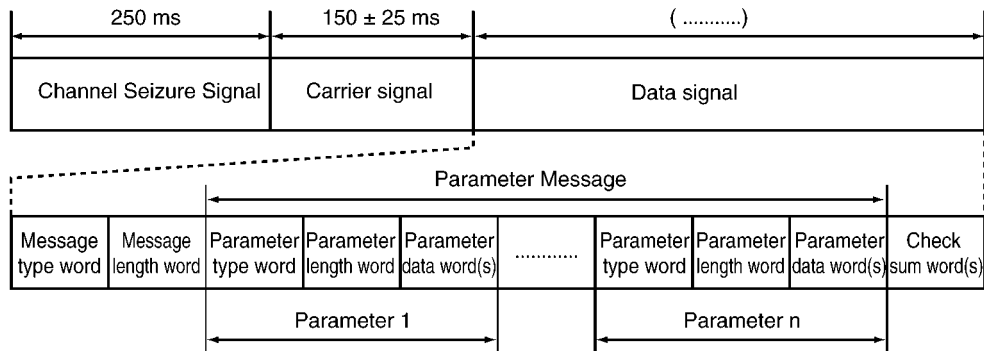 250 ms 150 ± 25 ms ( ........... )
Channel Seizure Signal Carrier signal Data signal
Parameter Message
Message Message Parameter Parameter Parameter ............ Parameter Parameter Parameter Check
type word length word type word length word data word(s) type word length word data word(s) sum word(s)
Parameter 1 Parameter n